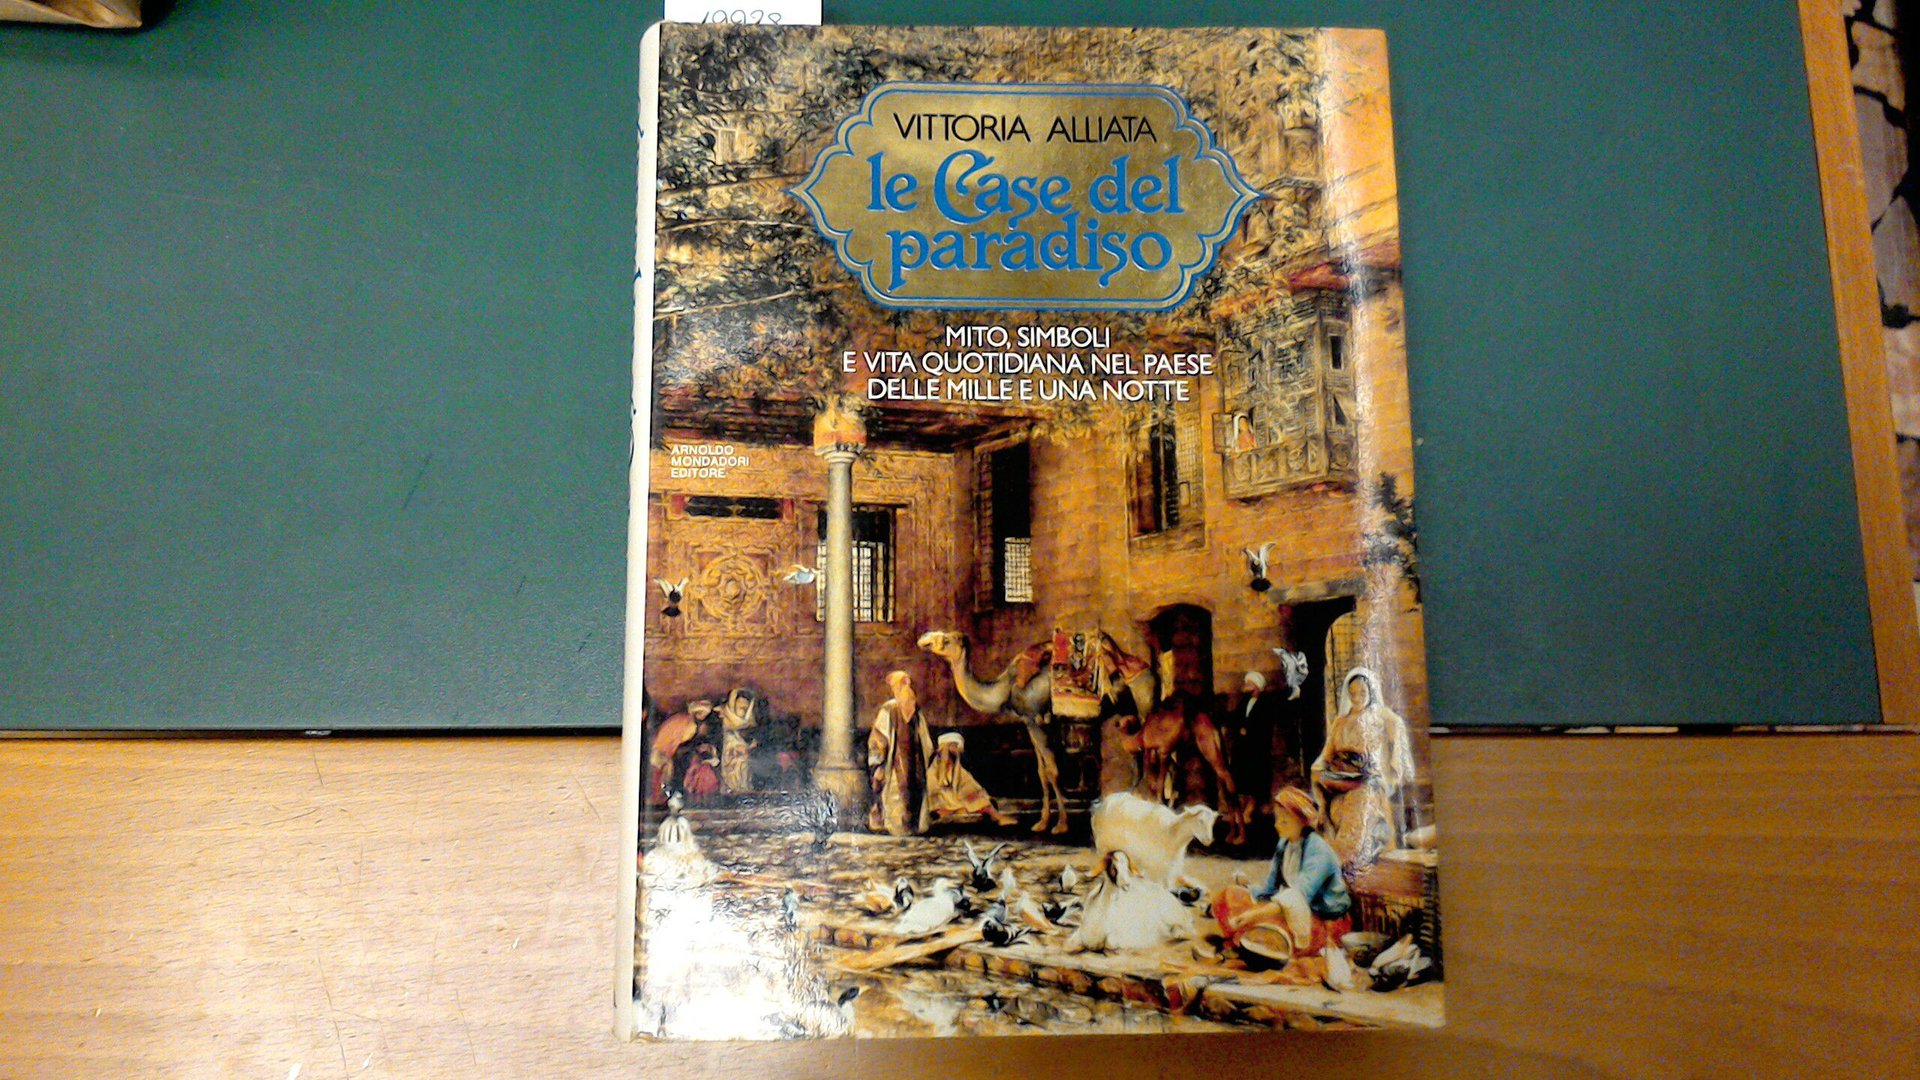 19928
VITTORIA ALLIATA
le Case del
paradiso
MITO, SIMBOLI
E VITA QUOTIDIANA NEL PAESE
DELLE MILLE E UNA NOTTE
ARNOLDO
MONDADORI
EDITORE